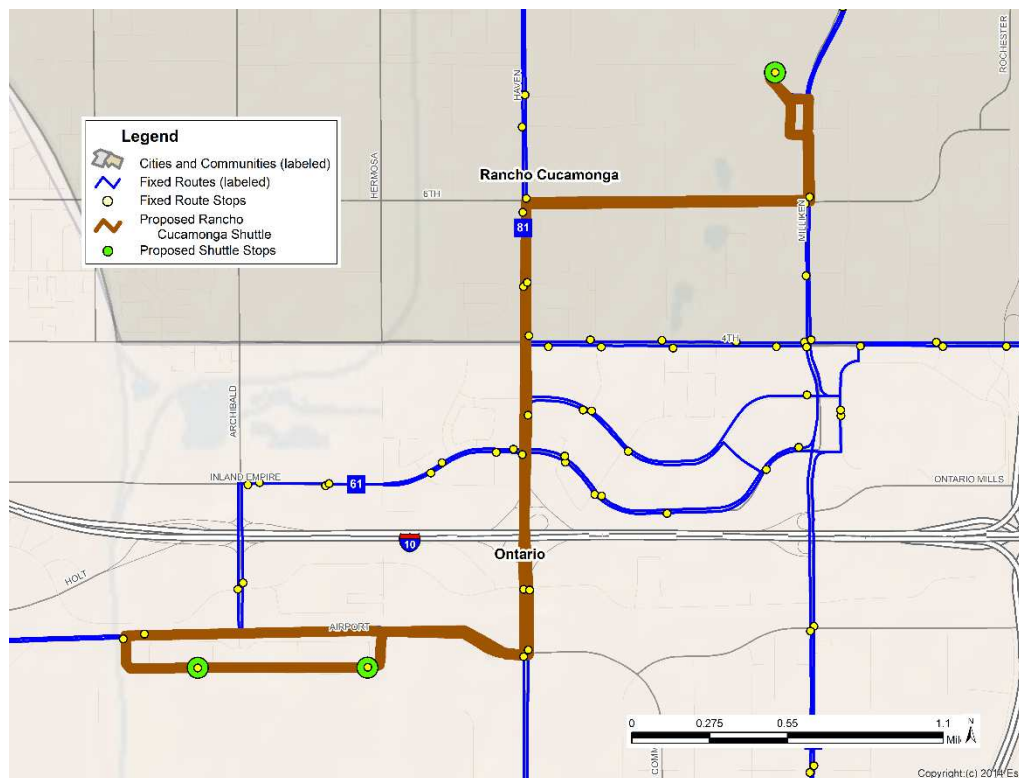 HAVEN
ROCHESTER
Legend
Cities and Communities (labeled)
Fixed Routes (labeled)
Fixed Route Stops
Proposed Rancho
Cucamonga Shuttle
Proposed Shuttle Stops
HERMOSA
6TH
Rancho Cucamonga
81
MILLIKEN
4TH
ARCHIBALD
INLAND EMPIRE
61
ONTARIO MILLS
10
Ontario
HOLT
AIRPORT
0 0.275 0.55 1.1
N
COMM
Copyright:(c) 2014 Es